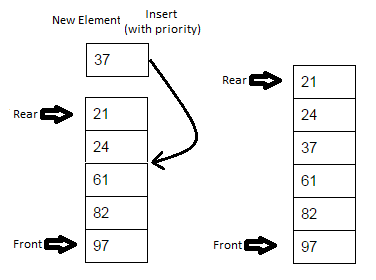 New Element
Insert
(with priority)
37
Rear
21
24
61
82
Front
97
Rear
21
24
37
61
82
Front
97